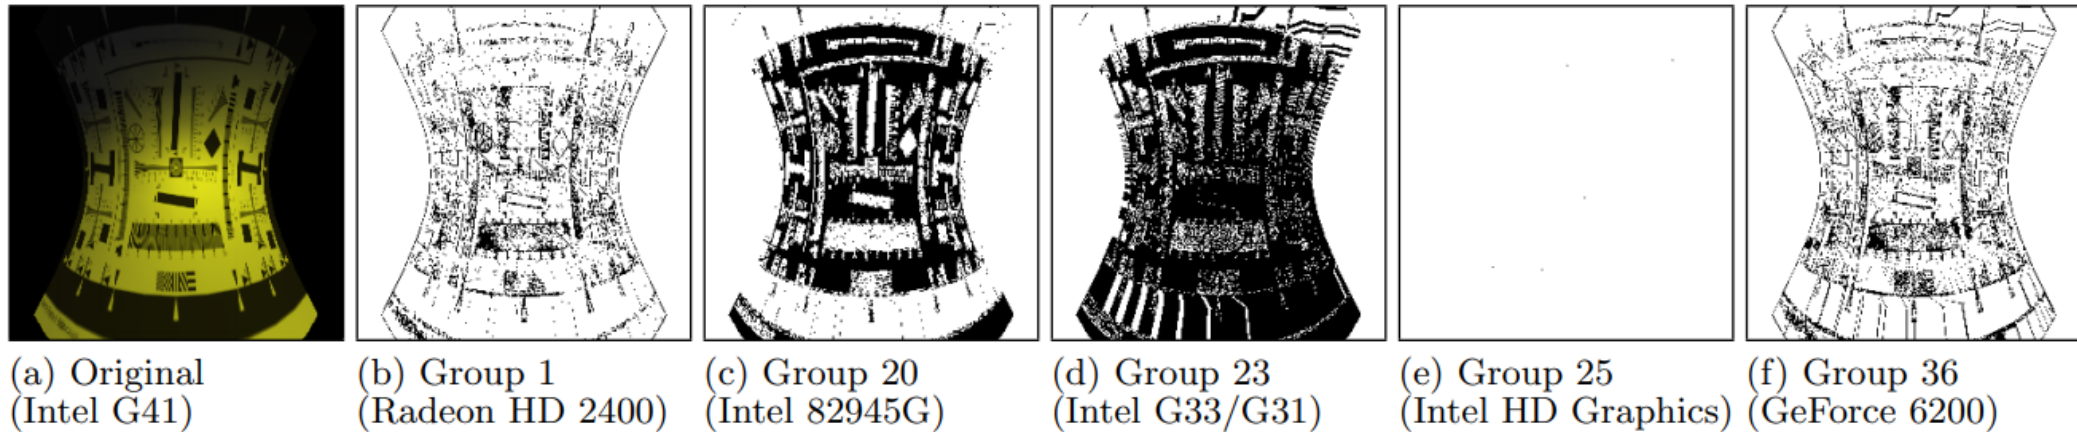 (a) Original
(Intel G41)
(b) Group 1
(Radeon HD 2400)
(c) Group 20
(Intel 82945G)
(d) Group 23
(Intel G33/G31)
(e) Group 25
(Intel HD Graphics)
(f) Group 36
(GeForce 6200)